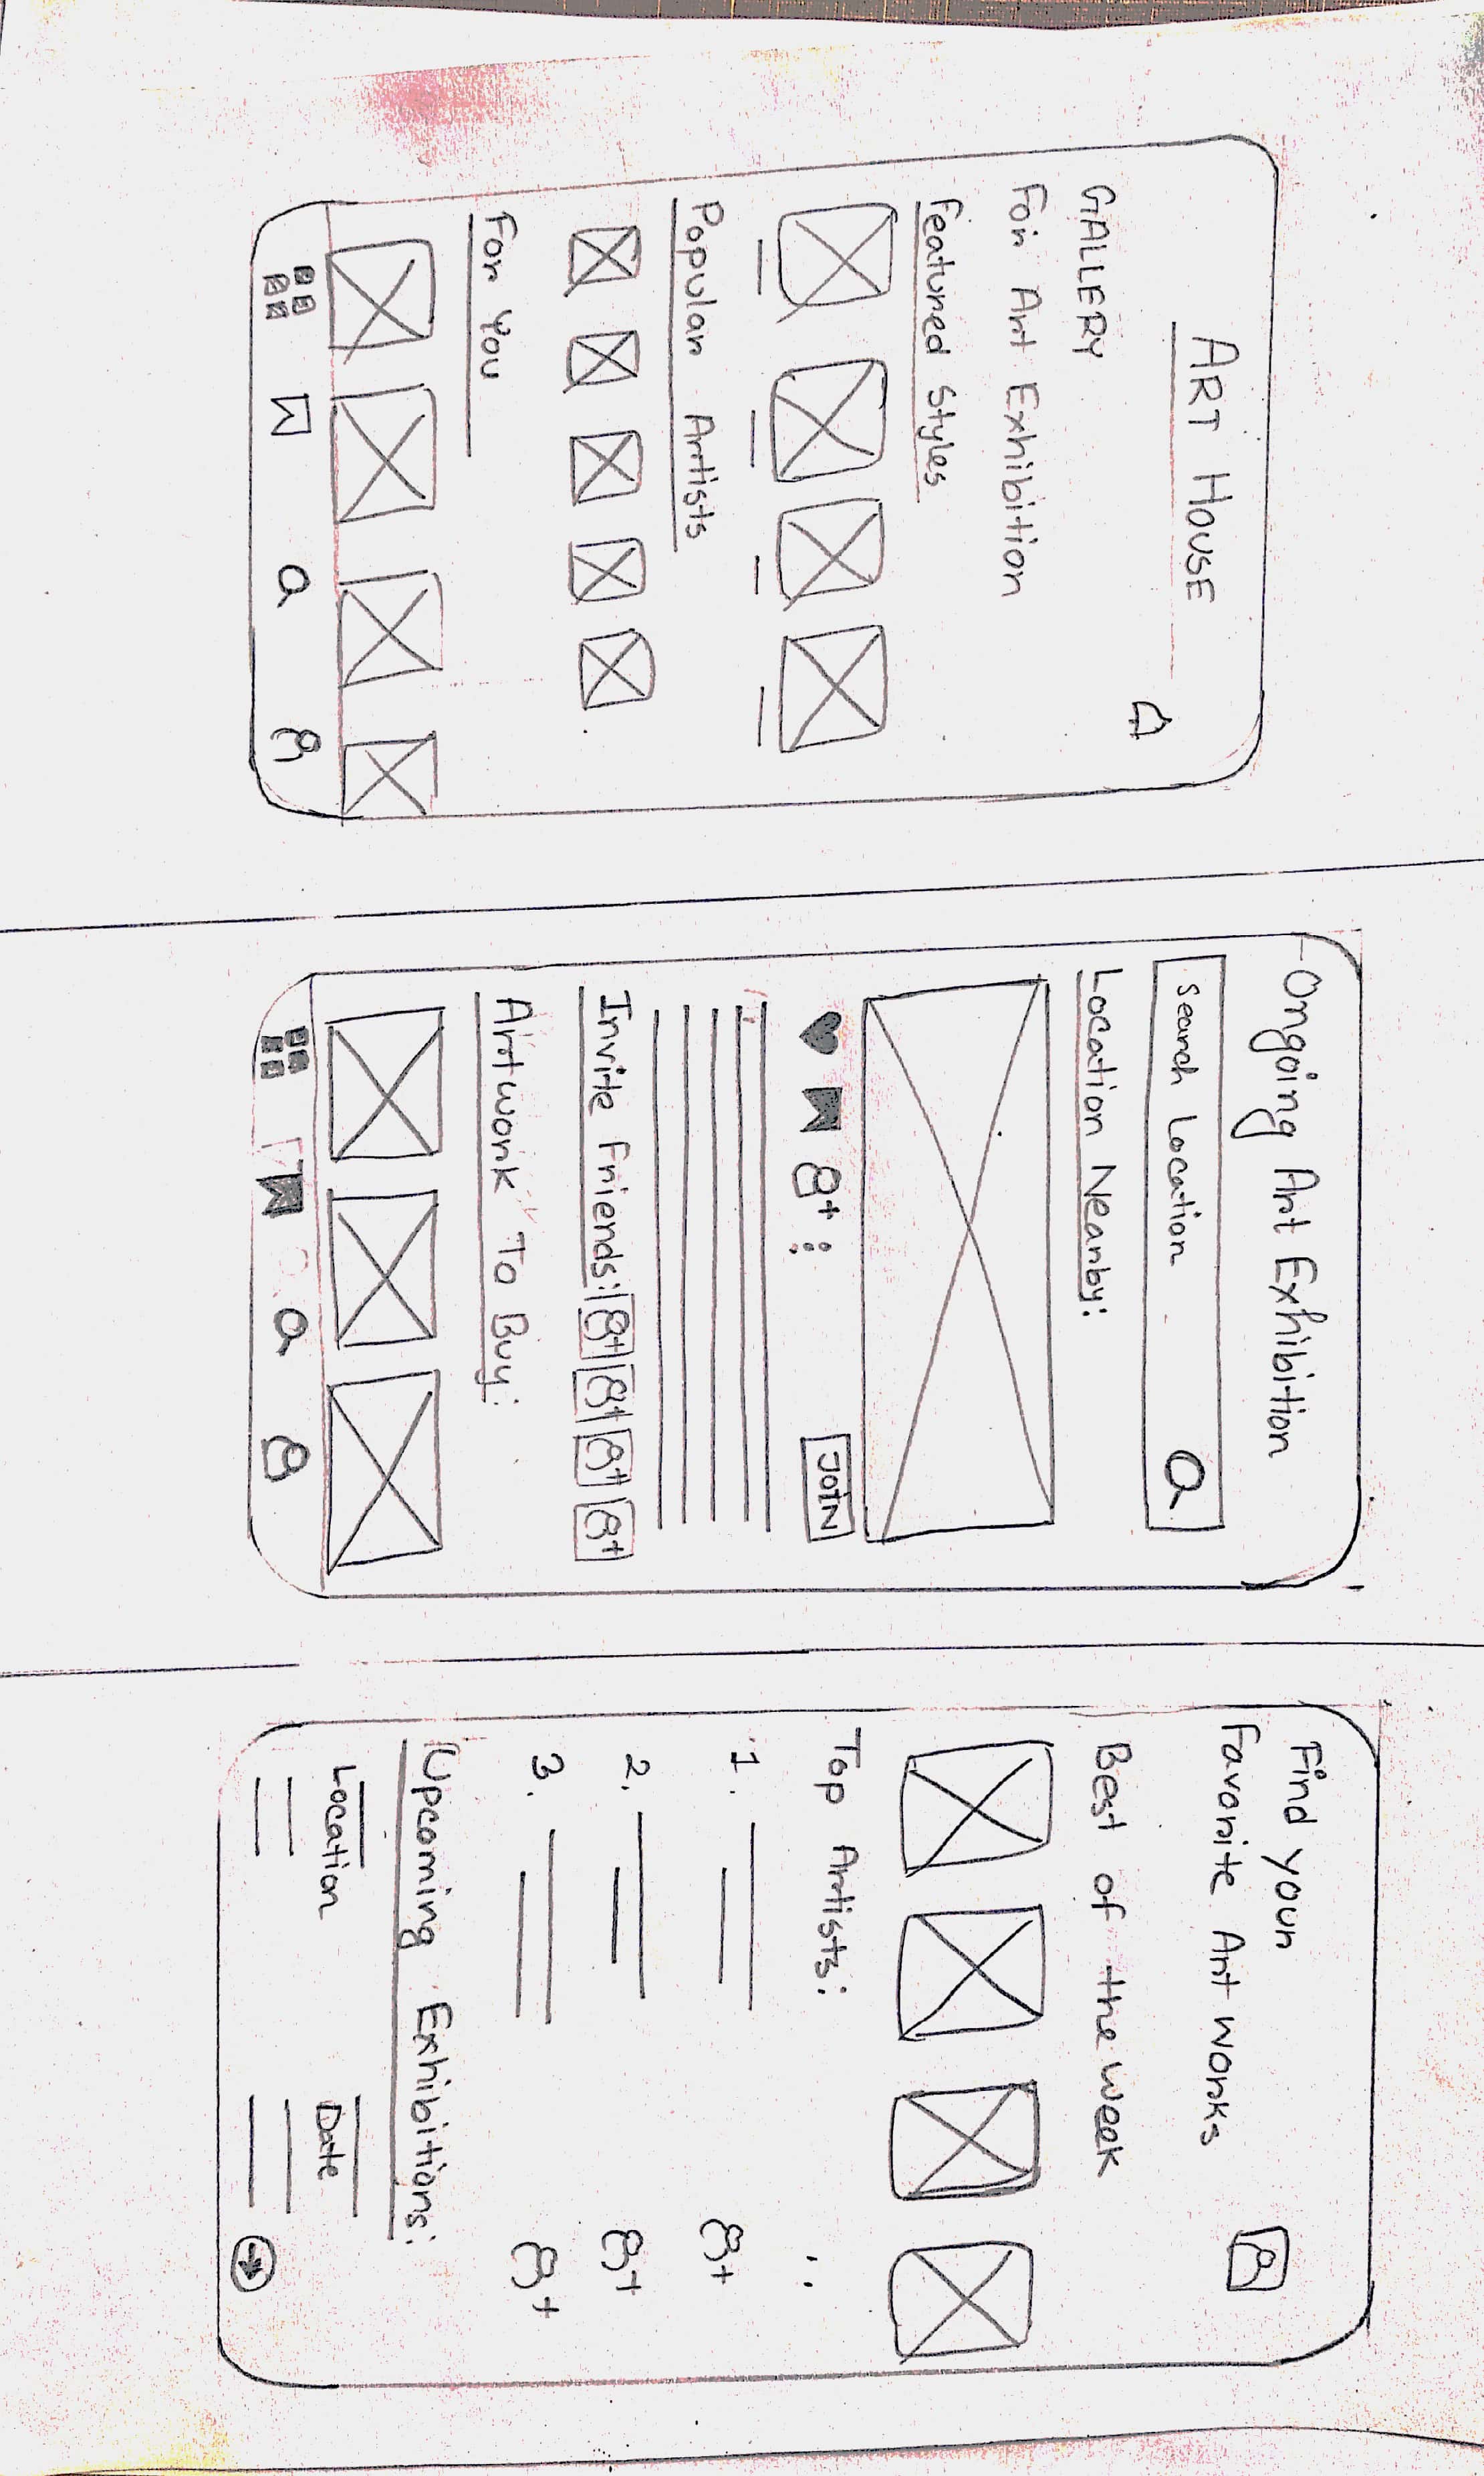 ART HOUSE
GALLERY
For Art Exhibition
Featured Styles
Popular Artists
For You
Ongoing Art Exhibition
Search Location
Location Nearby:
JOIN
Invite Friends:
Artwork To Buy:
Find your
Favorite Art works
Best of the week
Top Artists:
1.
2.
3.
Upcoming Exhibitions:
Location Date